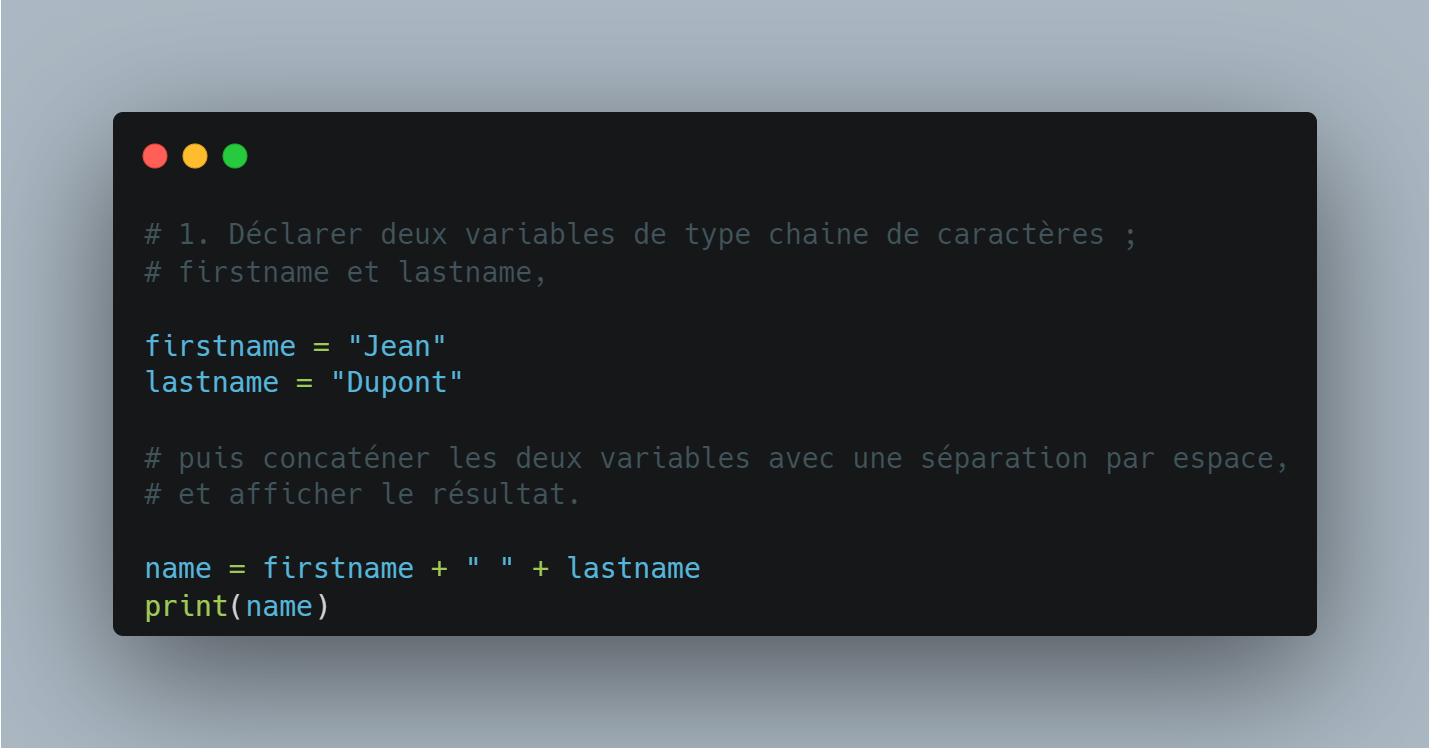 # 1. Déclarer deux variables de type chaine de caractères ;
# firstname et lastname,
firstname = "Jean"
lastname = "Dupont"
# puis concaténer les deux variables avec une séparation par espace,
# et afficher le résultat.
name = firstname + " " + lastname
print(name)